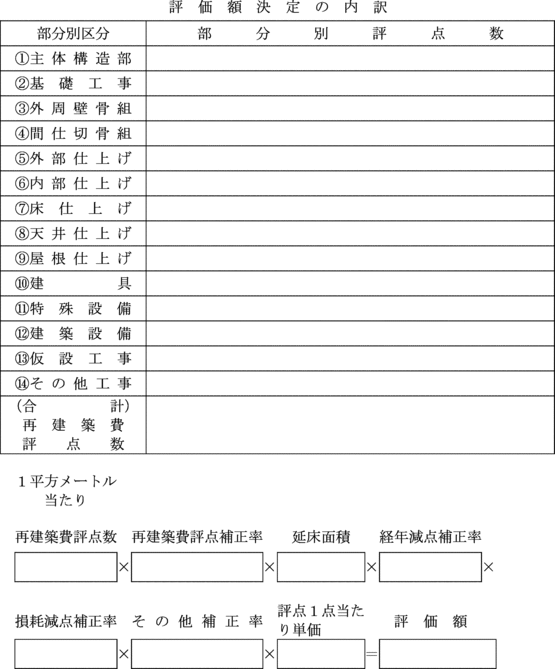 評価額決定の内訳
部分別区分 部分別評点数
①主体構造部
②基礎工事
③外周壁骨組
④間仕切骨組
⑤外部仕上げ
⑥内部仕上げ
⑦床仕上げ
⑧天井仕上げ
⑨屋根仕上げ
⑩建具
⑪特殊設備
⑫建築設備
⑬仮設工事
⑭その他工事
(合計)
再建築費
評点数
1平方メートル
当たり
再建築費評点数 再建築費評点補正率 延床面積 経年減点補正率
× × × ×
損耗減点補正率 その他補正率 評点1点当た
り単価 評価額
× × =